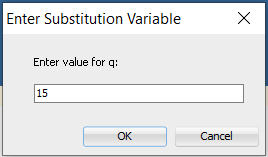 Enter Substitution Variable
Enter value for q:
15
OK Cancel